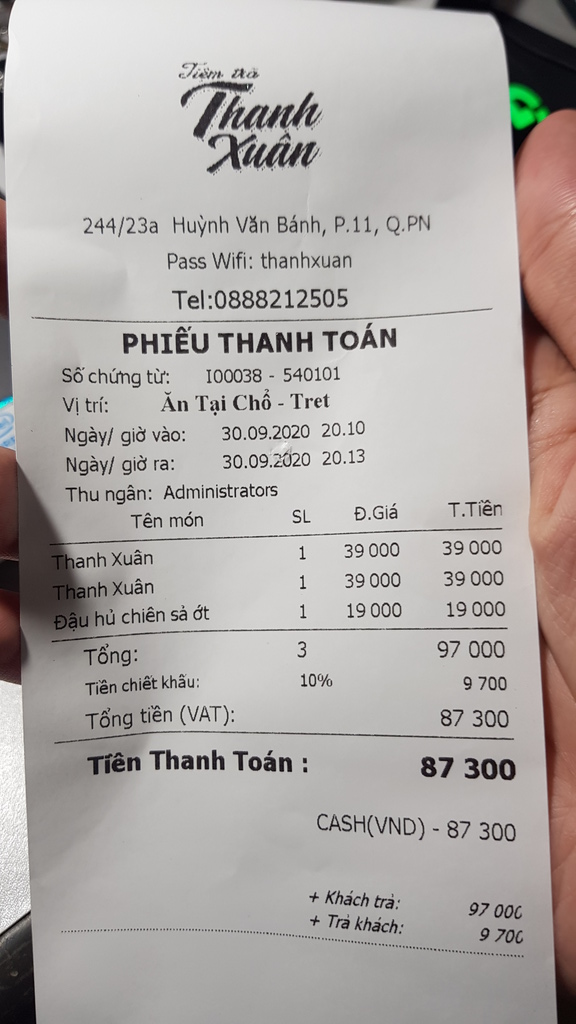 Tiệm trà
Thanh
Xuân
244/23a Huỳnh Văn Bánh, P.11, Q.PN
Pass Wifi: thanhxuan
Tel:0888212505
PHIẾU THANH TOÁN
Số chứng từ: I00038 - 540101
Vị trí: Ăn Tại Chổ - Tret
Ngày/ giờ vào: 30.09.2020 20.10
Ngày/ giờ ra: 30.09.2020 20.13
Thu ngân: Administrators
Tên món SL Đ.Giá T.Tiền
Thanh Xuân 1 39 000 39 000
Thanh Xuân 1 39 000 39 000
Đậu hủ chiên sả ớt 1 19 000 19 000
Tổng: 3 97 000
Tiền chiết khấu: 10% 9 700
Tổng tiền (VAT): 87 300
Tiền Thanh Toán : 87 300
CASH(VND) - 87 300
+ Khách trả: 97 000
+ Trả khách: 9 700